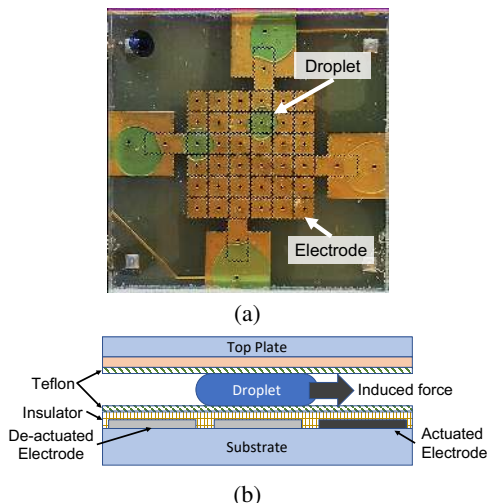 Droplet
Electrode
(a)
Top Plate
Teflon
Droplet
Induced force
Insulator
De-actuated
Electrode
Actuated
Electrode
Substrate
(b)